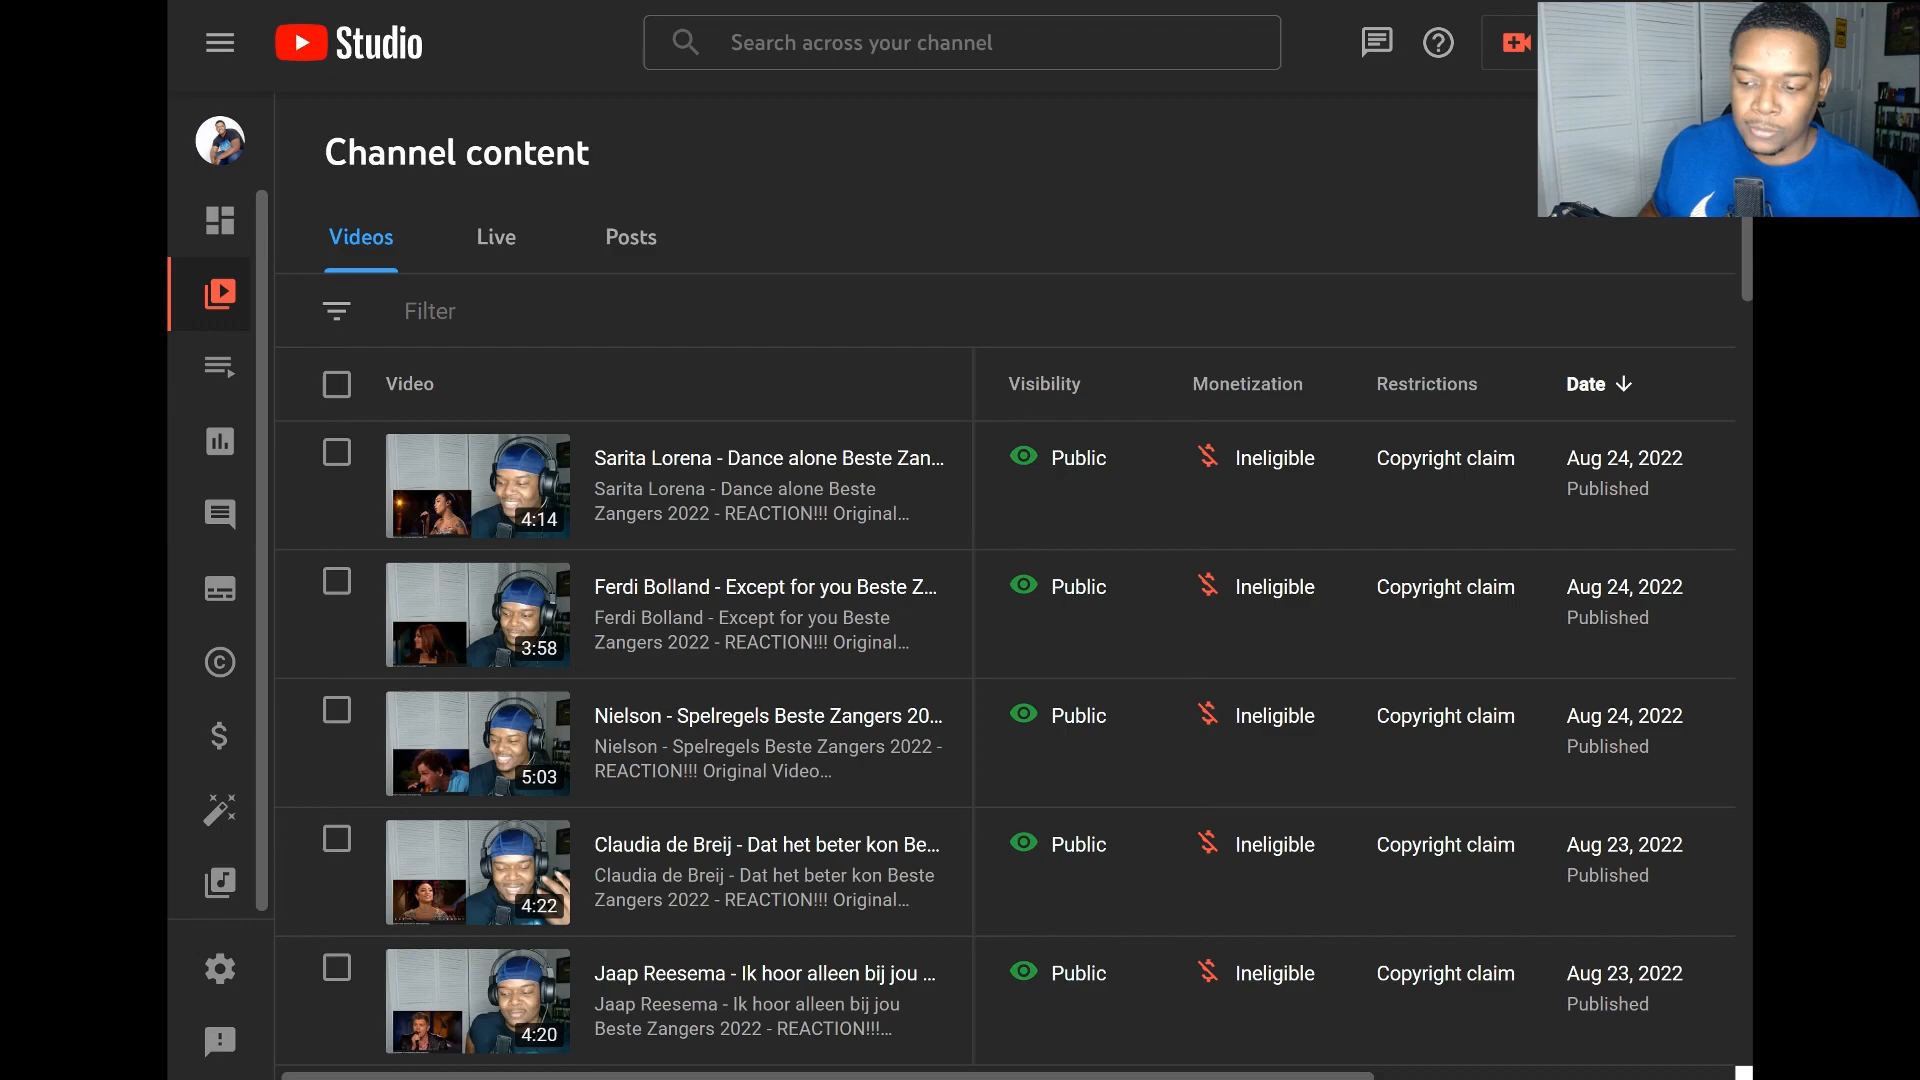 Studio
Search across your channel
Channel content
Videos
Live
Posts
Filter
Video
Visibility
Monetization
Restrictions
Date
Sarita Lorena - Dance alone Beste Zan...
Sarita Lorena - Dance alone Beste
Zangers 2022 - REACTION!!! Original...
4:14
Public
Ineligible
Copyright claim
Aug 24, 2022
Published
Ferdi Bolland - Except for you Beste Z...
Ferdi Bolland - Except for you Beste
Zangers 2022 - REACTION!!! Original...
3:58
Public
Ineligible
Copyright claim
Aug 24, 2022
Published
Nielson - Spelregels Beste Zangers 20...
Nielson - Spelregels Beste Zangers 2022 -
REACTION!!! Original Video...
5:03
Public
Ineligible
Copyright claim
Aug 24, 2022
Published
Claudia de Breij - Dat het beter kon Be...
Claudia de Breij - Dat het beter kon Beste
Zangers 2022 - REACTION!!! Original...
4:22
Public
Ineligible
Copyright claim
Aug 23, 2022
Published
Jaap Reesema - Ik hoor alleen bij jou ...
Jaap Reesema - Ik hoor alleen bij jou
Beste Zangers 2022 - REACTION!!!...
4:20
Public
Ineligible
Copyright claim
Aug 23, 2022
Published